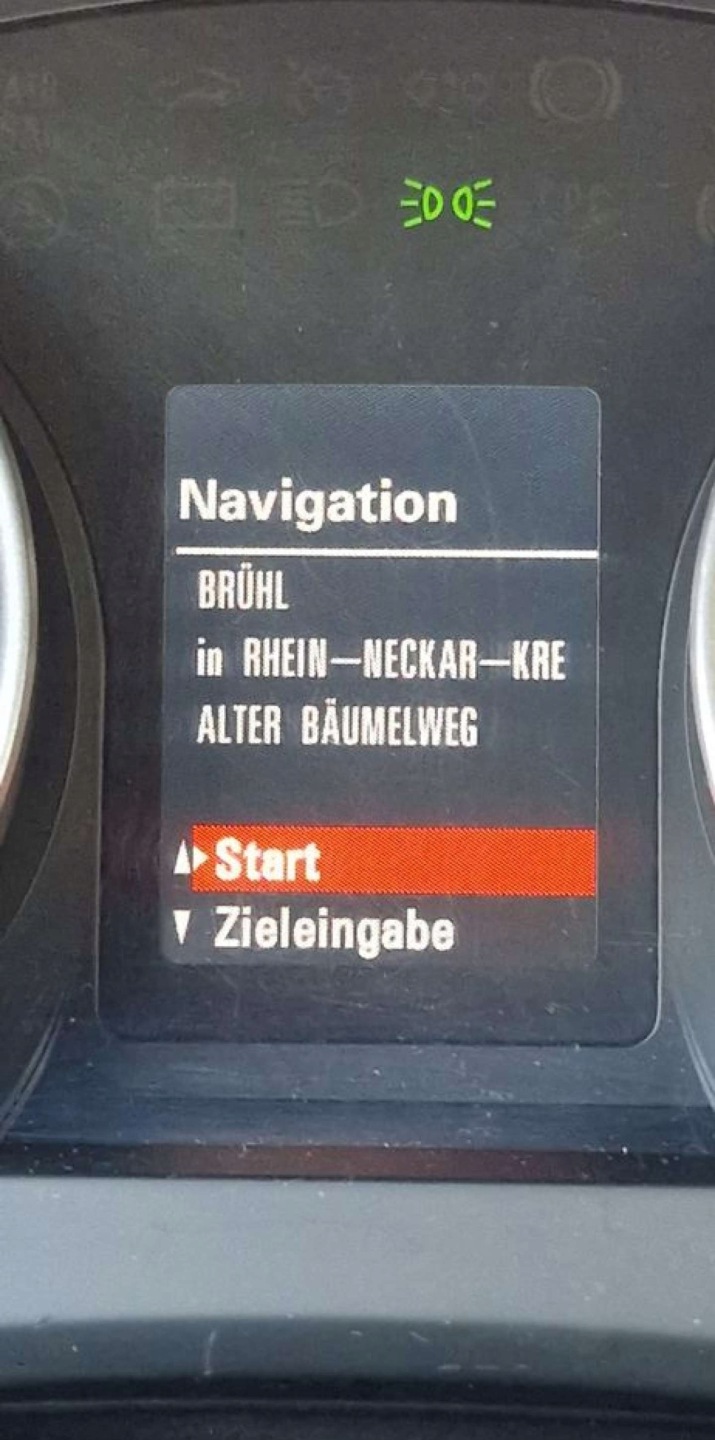 Navigation
BRÜHL
in RHEIN—NECKAR—KRE
ALTER BÄUMELWEG
Start
Zieleingabe